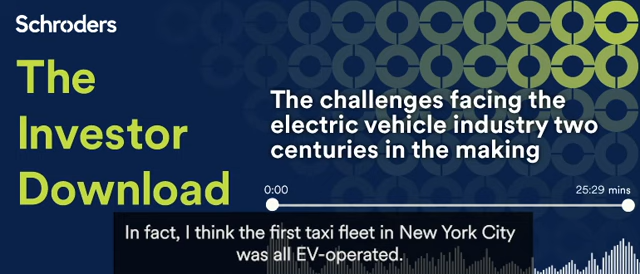 Schroders
The
Investor
Download
The challenges facing the
electric vehicle industry two
centuries in the making
0:00
25:29 mins
In fact, I think the first taxi fleet in New York City
was all EV-operated.